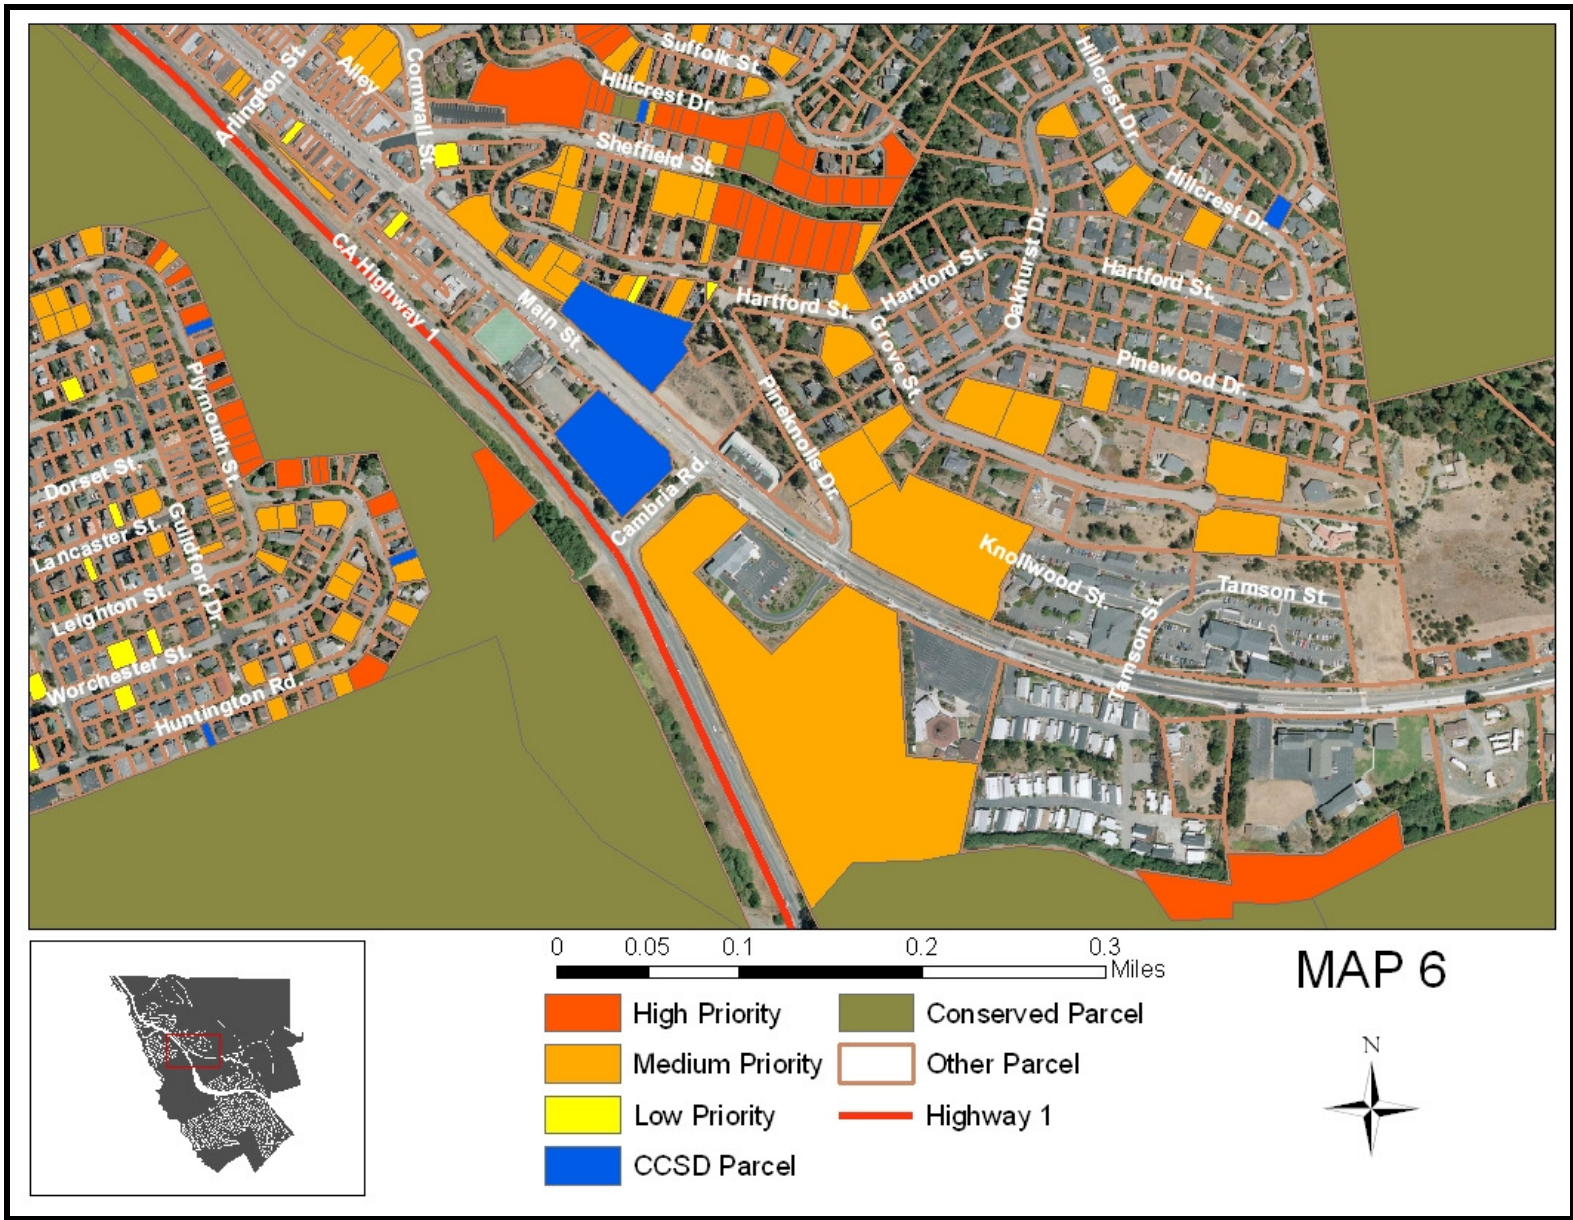 Suffolk St.
Arlington St.
Alley
Cornwall St.
Hillcrest Dr.
Hillcrest Dr.
Sheffield St.
Hillcrest Dr.
CA Highway 1
Main St.
Hartford St.
Hartford St.
Oakhurst Dr.
Hartford St.
Grove St.
Pinewood Dr.
Plymouth St.
Pineknolls Dr.
Dorset St.
Cambria Rd.
Lancaster St.
Guildford Dr.
Knollwood St.
Tamson St.
Leighton St.
Tamson St.
Worchester St.
Huntington Rd.
0 0.05 0.1 0.2 0.3
Miles
MAP 6
High Priority
Conserved Parcel
Medium Priority
Other Parcel
Low Priority
Highway 1
CCSD Parcel
N